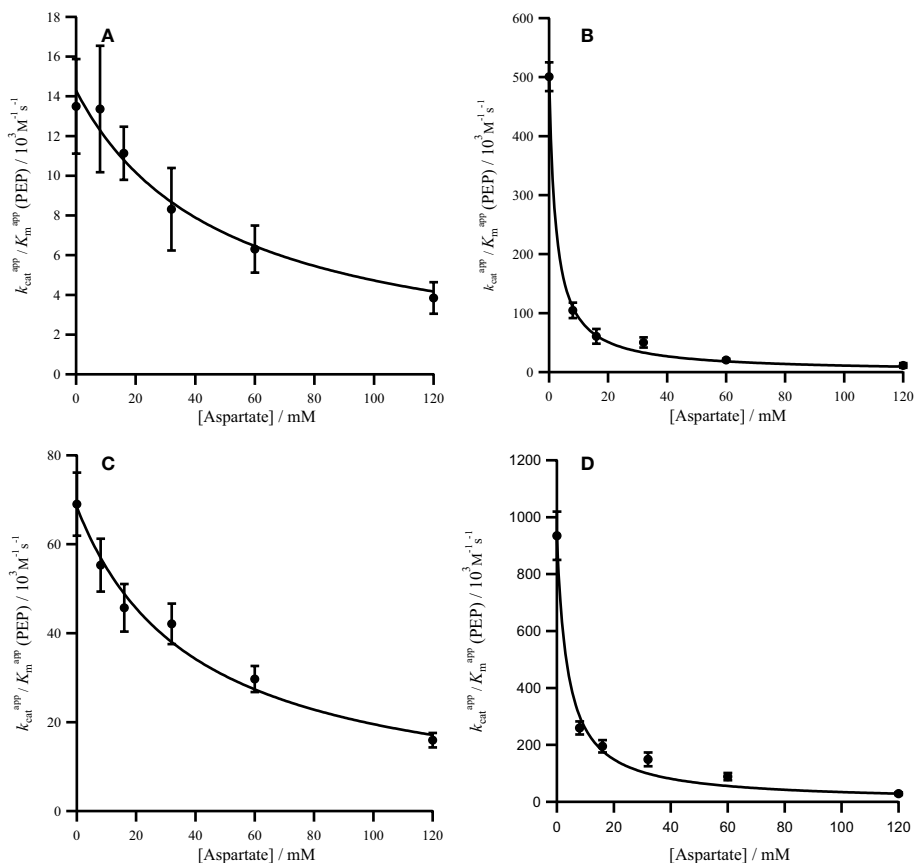 A
18
16
14
12
10
8
6
4
2
0
k_cat^app / K_m^app (PEP) / 10^3 M^-1 s^-1
0 20 40 60 80 100 120
[Aspartate] / mM
B
600
500
400
300
200
100
0
k_cat^app / K_m^app (PEP) / 10^3 M^-1 s^-1
0 20 40 60 80 100 120
[Aspartate] / mM
C
80
60
40
20
0
k_cat^app / K_m^app (PEP) / 10^3 M^-1 s^-1
0 20 40 60 80 100 120
[Aspartate] / mM
D
1200
1000
800
600
400
200
0
k_cat^app / K_m^app (PEP) / 10^3 M^-1 s^-1
0 20 40 60 80 100 120
[Aspartate] / mM